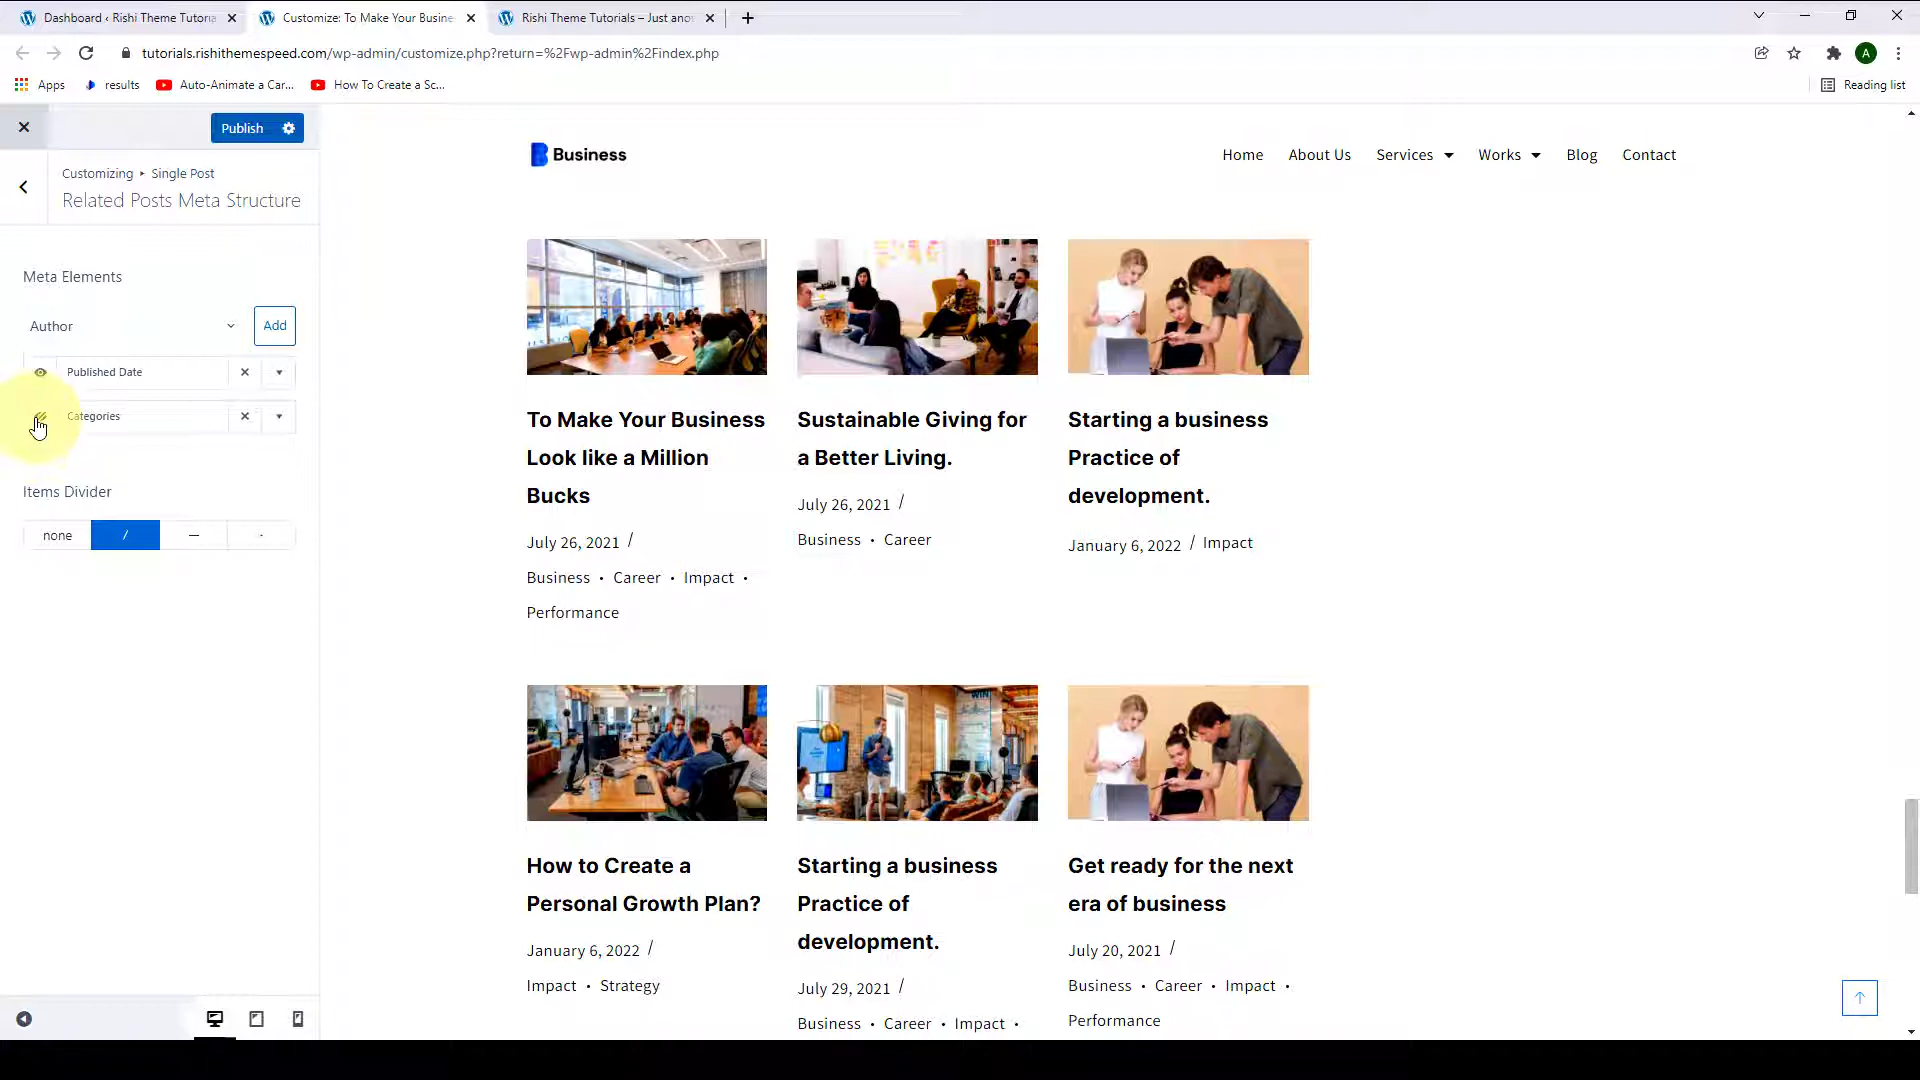 Dashboard ‹ Rishi Theme Tutoria
Customize: To Make Your Busine
Rishi Theme Tutorials – Just ano
tutorials.rishithemespeed.com/wp-admin/customize.php?return=%2Fwp-admin%2Findex.php
A
Apps
results
Auto-Animate a Car...
How To Create a Sc...
Reading list
Publish
Customizing ▸ Single Post
Related Posts Meta Structure
Meta Elements
Author
Add
Published Date
Categories
Items Divider
none
/
—
·
Business
Home
About Us
Services
Works
Blog
Contact
To Make Your Business
Look like a Million
Bucks
July 26, 2021 /
Business • Career • Impact •
Performance
Sustainable Giving for
a Better Living.
July 26, 2021 /
Business • Career
Starting a business
Practice of
development.
January 6, 2022 / Impact
How to Create a
Personal Growth Plan?
January 6, 2022 /
Impact • Strategy
Starting a business
Practice of
development.
July 29, 2021 /
Business • Career • Impact •
Get ready for the next
era of business
July 20, 2021 /
Business • Career • Impact •
Performance